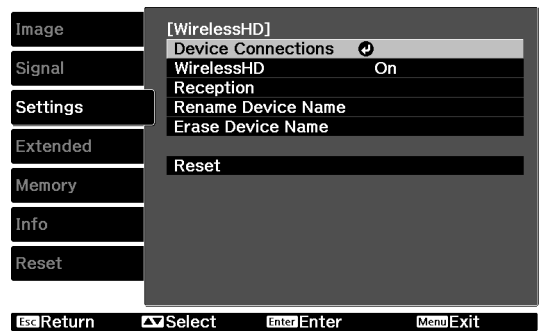 Image
Signal
Settings
Extended
Memory
Info
Reset
[WirelessHD]
Device Connections
WirelessHD On
Reception
Rename Device Name
Erase Device Name
Reset
Esc Return Select Enter Enter Menu Exit